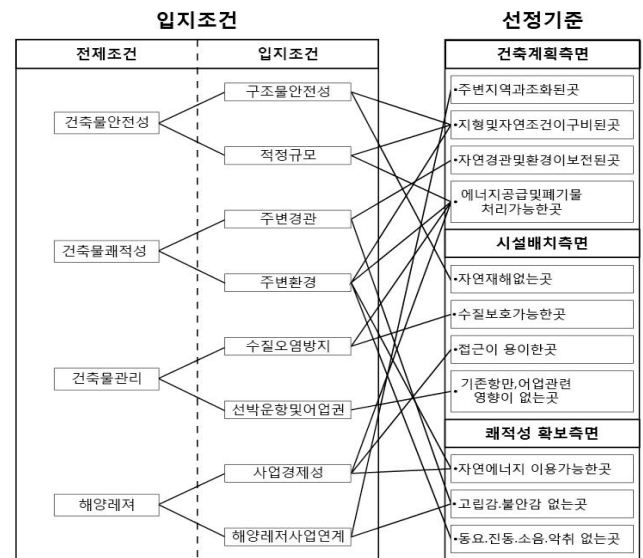 입지조건
선정기준
전제조건
입지조건
건축물안전성
구조물안전성
적정규모
건축물쾌적성
주변경관
주변환경
건축물관리
수질오염방지
선박운항및어업권
해양레져
사업경제성
해양레저사업연계
건축계획측면
•주변지역과조화된곳
•지형및자연조건이구비된곳
•자연경관및환경이보전된곳
•에너지공급및폐기물
처리가능한곳
시설배치측면
•자연재해없는곳
•수질보호가능한곳
•접근이 용이한곳
•기존항만,어업관련
영향이 없는곳
쾌적성 확보측면
•자연에너지 이용가능한곳
•고립감.불안감 없는곳
•동요.진동.소음.악취 없는곳